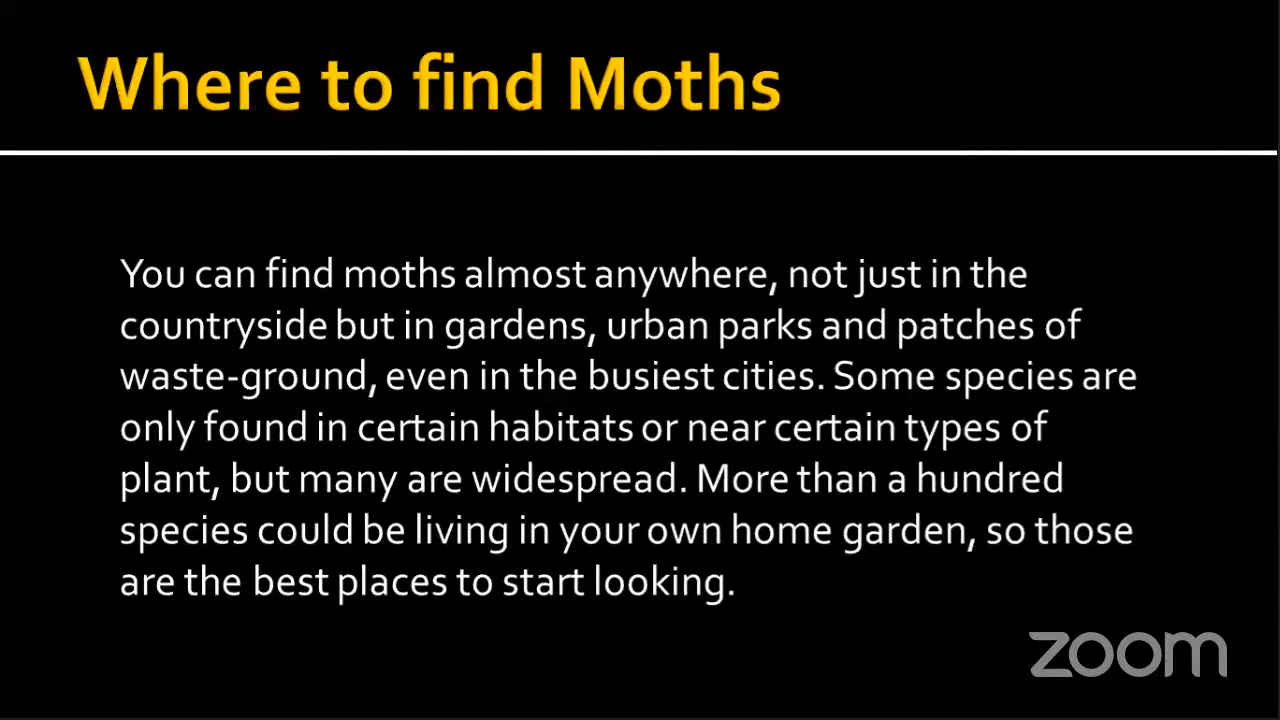 Where to find Moths
You can find moths almost anywhere, not just in the
countryside but in gardens, urban parks and patches of
waste-ground, even in the busiest cities. Some species are
only found in certain habitats or near certain types of
plant, but many are widespread. More than a hundred
species could be living in your own home garden, so those
are the best places to start looking.
zoom